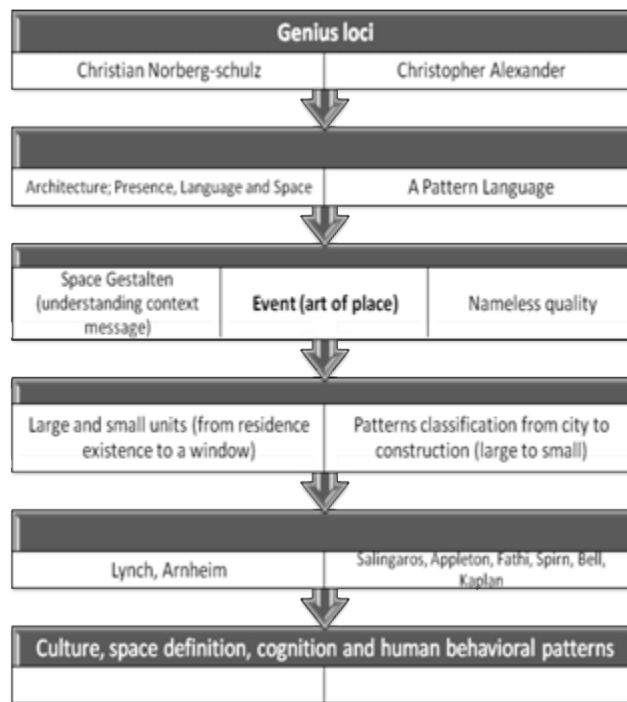 Genius loci
Christian Norberg-schulz
Christopher Alexander
Architecture; Presence, Language and Space
A Pattern Language
Space Gestalten
(understanding context
message)
Event (art of place)
Nameless quality
Large and small units (from residence
existence to a window)
Patterns classification from city to
construction (large to small)
Lynch, Arnheim
Salingaros, Appleton, Fathi, Spirn, Bell,
Kaplan
Culture, space definition, cognition and human behavioral patterns